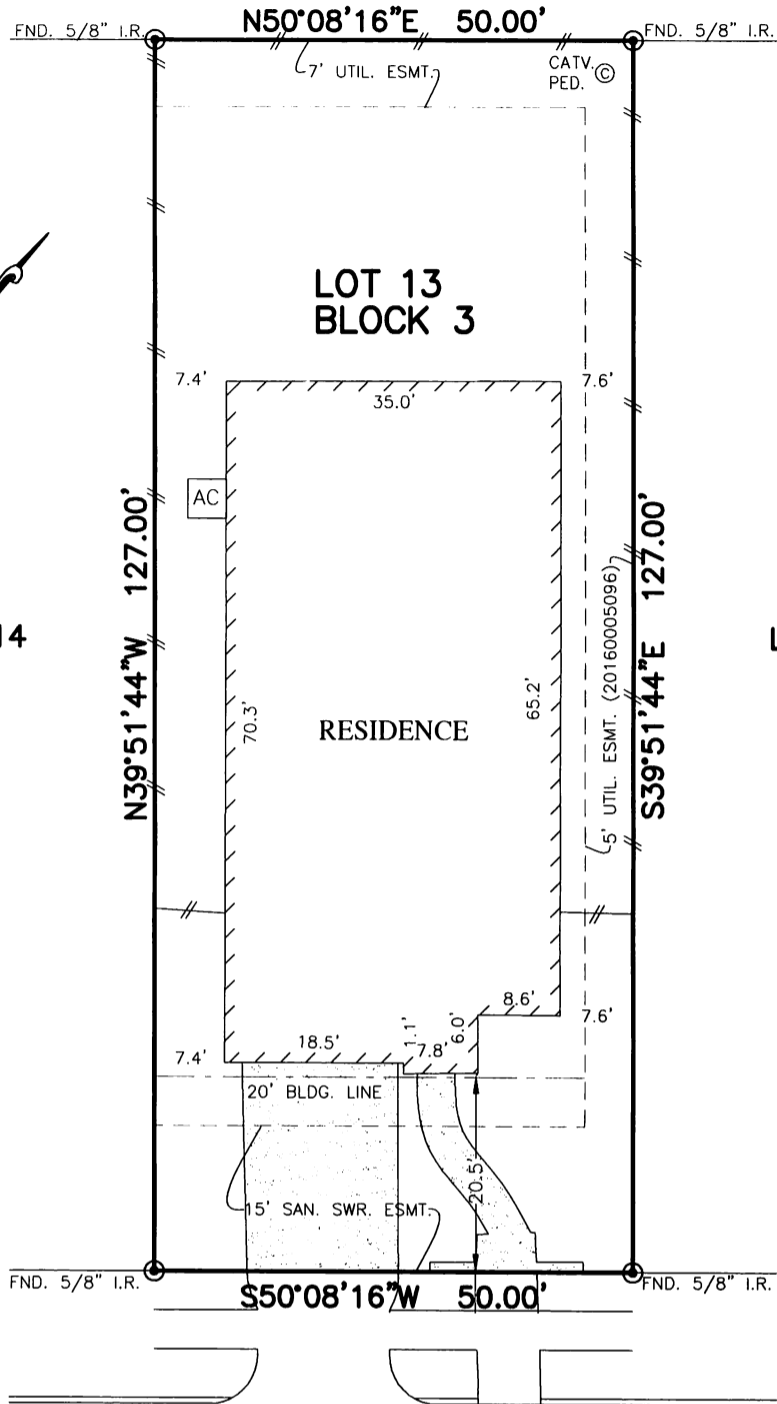 N50°08'16"E 50.00'
FND. 5/8" I.R.
FND. 5/8" I.R.
7' UTIL. ESMT.
CATV.
PED. ©
LOT 13
BLOCK 3
7.4'
7.6'
35.0'
AC
N39°51'44"W 127.00'
S39°51'44"E 127.00'
5' UTIL. ESMT. (20160005096)
14
L
70.3'
65.2'
RESIDENCE
8.6'
7.6'
1.1'
6.0'
7.8'
18.5'
7.4'
20' BLDG. LINE
20.5'
15' SAN. SWR. ESMT.
FND. 5/8" I.R.
FND. 5/8" I.R.
S50°08'16"W 50.00'